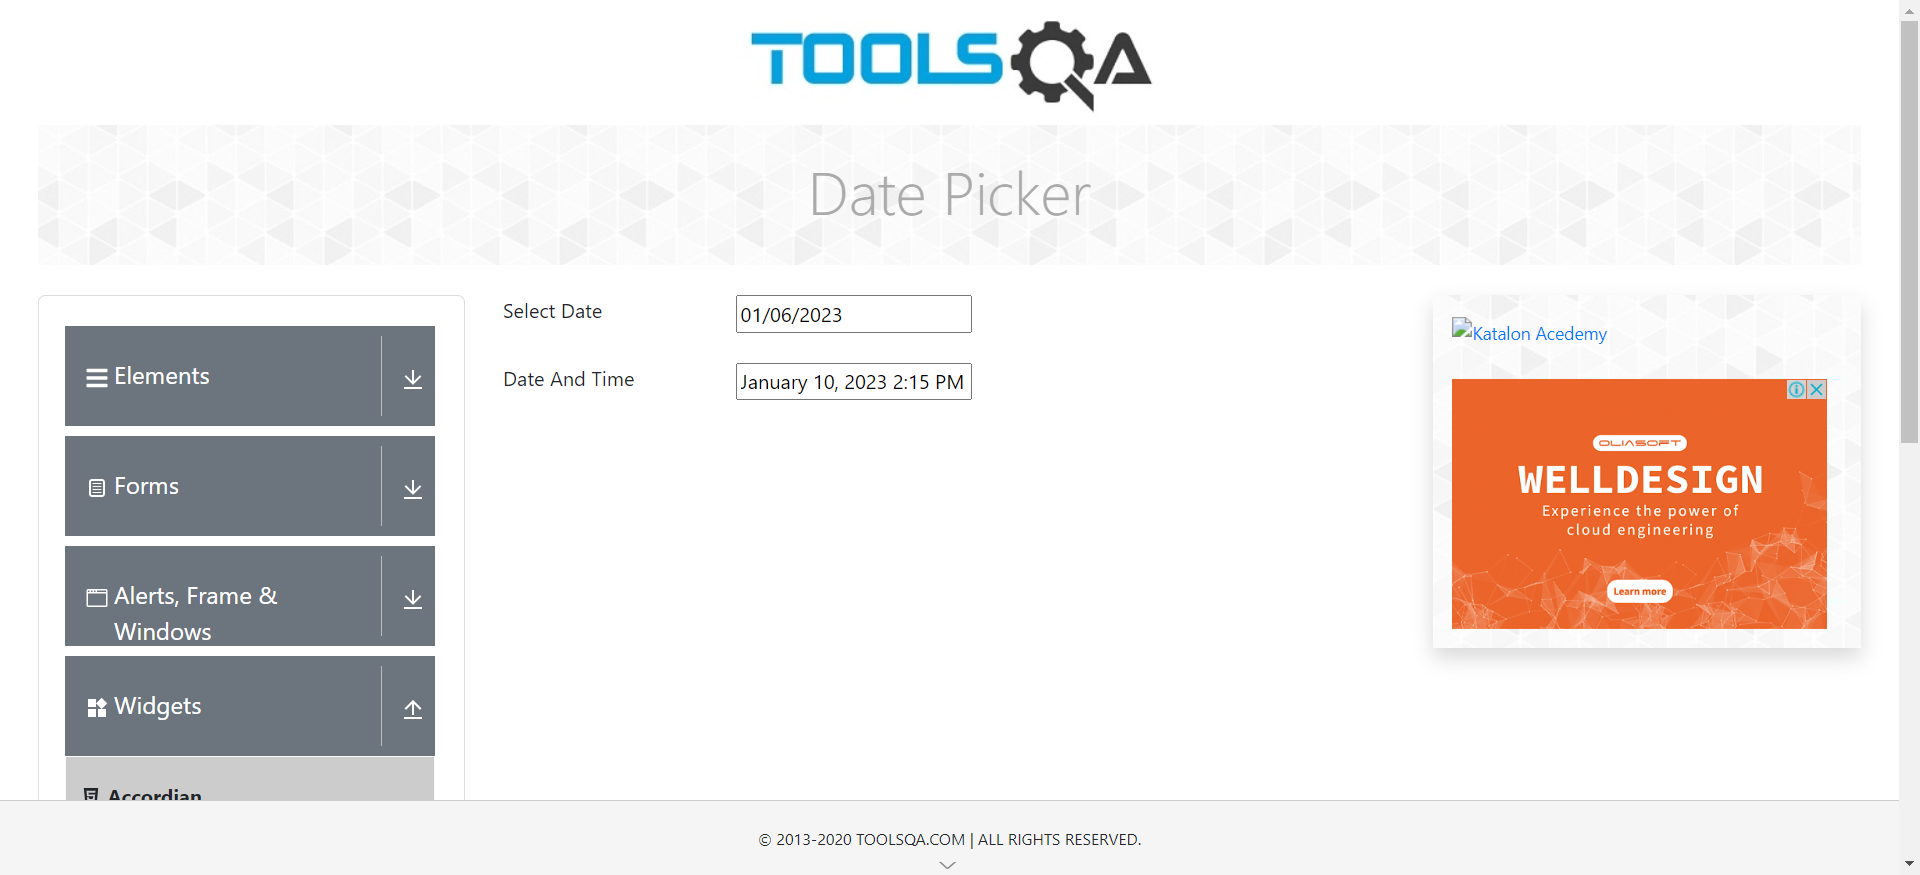 TOOLSQA
Date Picker
Elements
Forms
Alerts, Frame &
Windows
Widgets
Accordian
Select Date
01/06/2023
Date And Time
January 10, 2023 2:15 PM
Katalon Acedemy
OLIASOFT
WELLDESIGN
Experience the power of
cloud engineering
Learn more
© 2013-2020 TOOLSQA.COM | ALL RIGHTS RESERVED.